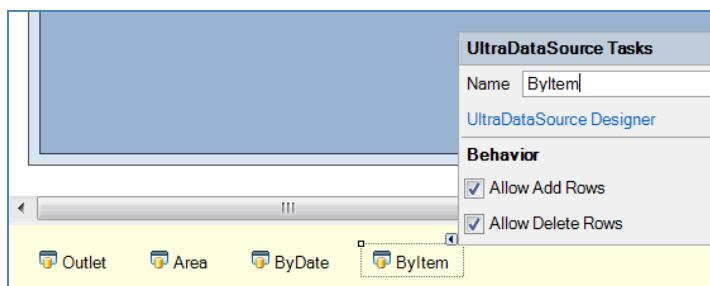 UltraDataSource Tasks
Name ByItem
UltraDataSource Designer
Behavior
Allow Add Rows
Allow Delete Rows
Outlet Area ByDate ByItem